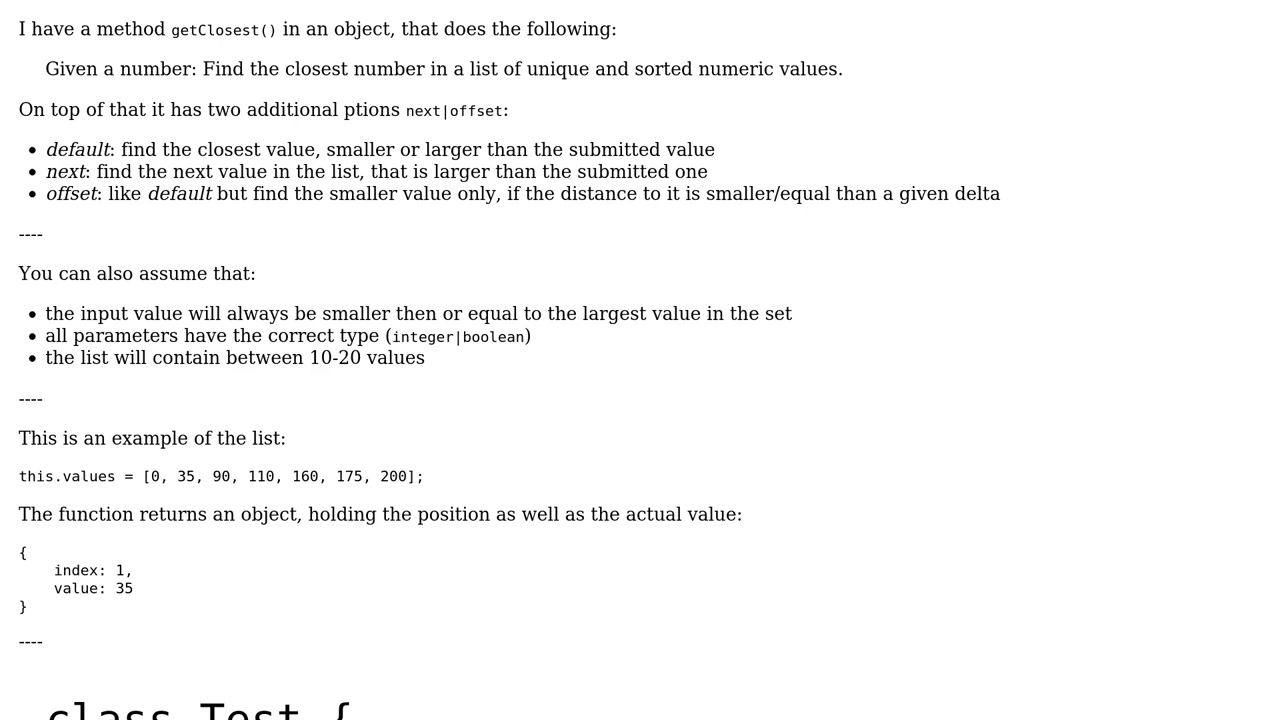 I have a method getClosest() in an object, that does the following:
Given a number: Find the closest number in a list of unique and sorted numeric values.
On top of that it has two additional ptions next|offset:
• default: find the closest value, smaller or larger than the submitted value
• next: find the next value in the list, that is larger than the submitted one
• offset: like default but find the smaller value only, if the distance to it is smaller/equal than a given delta
----
You can also assume that:
• the input value will always be smaller then or equal to the largest value in the set
• all parameters have the correct type (integer|boolean)
• the list will contain between 10-20 values
----
This is an example of the list:
this.values = [0, 35, 90, 110, 160, 175, 200];
The function returns an object, holding the position as well as the actual value:
{
    index: 1,
    value: 35
}
----
class Test {